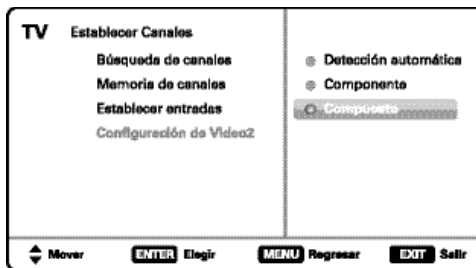 TV Establecer Canales
Búsqueda de canales
Memoria de canales
Establecer entradas
Configuración de Video2
Detección automática
Componente
Compuesto
Mover ENTER Elegir MENU Regresar EXIT Salir